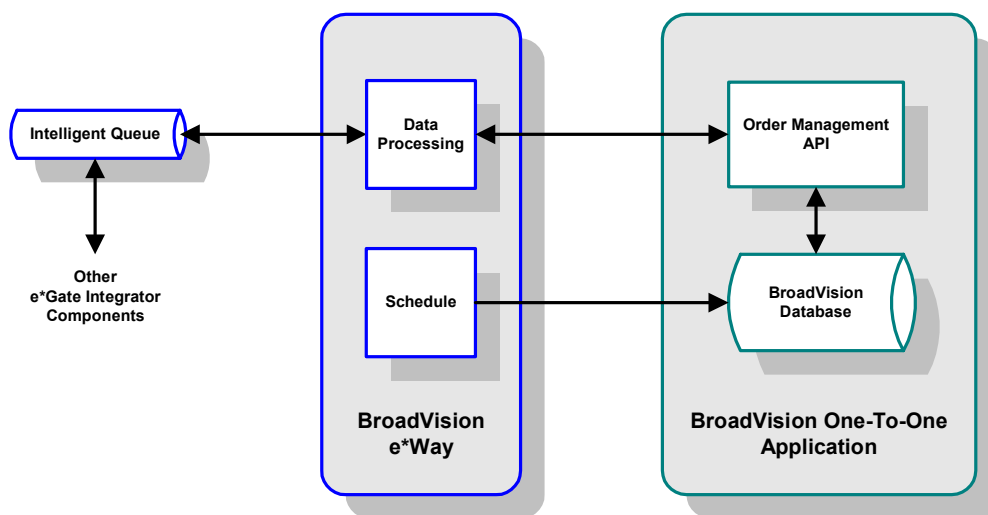 Intelligent Queue
Other
e*Gate Integrator
Components
Data
Processing
Schedule
BroadVision
e*Way
Order Management
API
BroadVision
Database
BroadVision One-To-One
Application